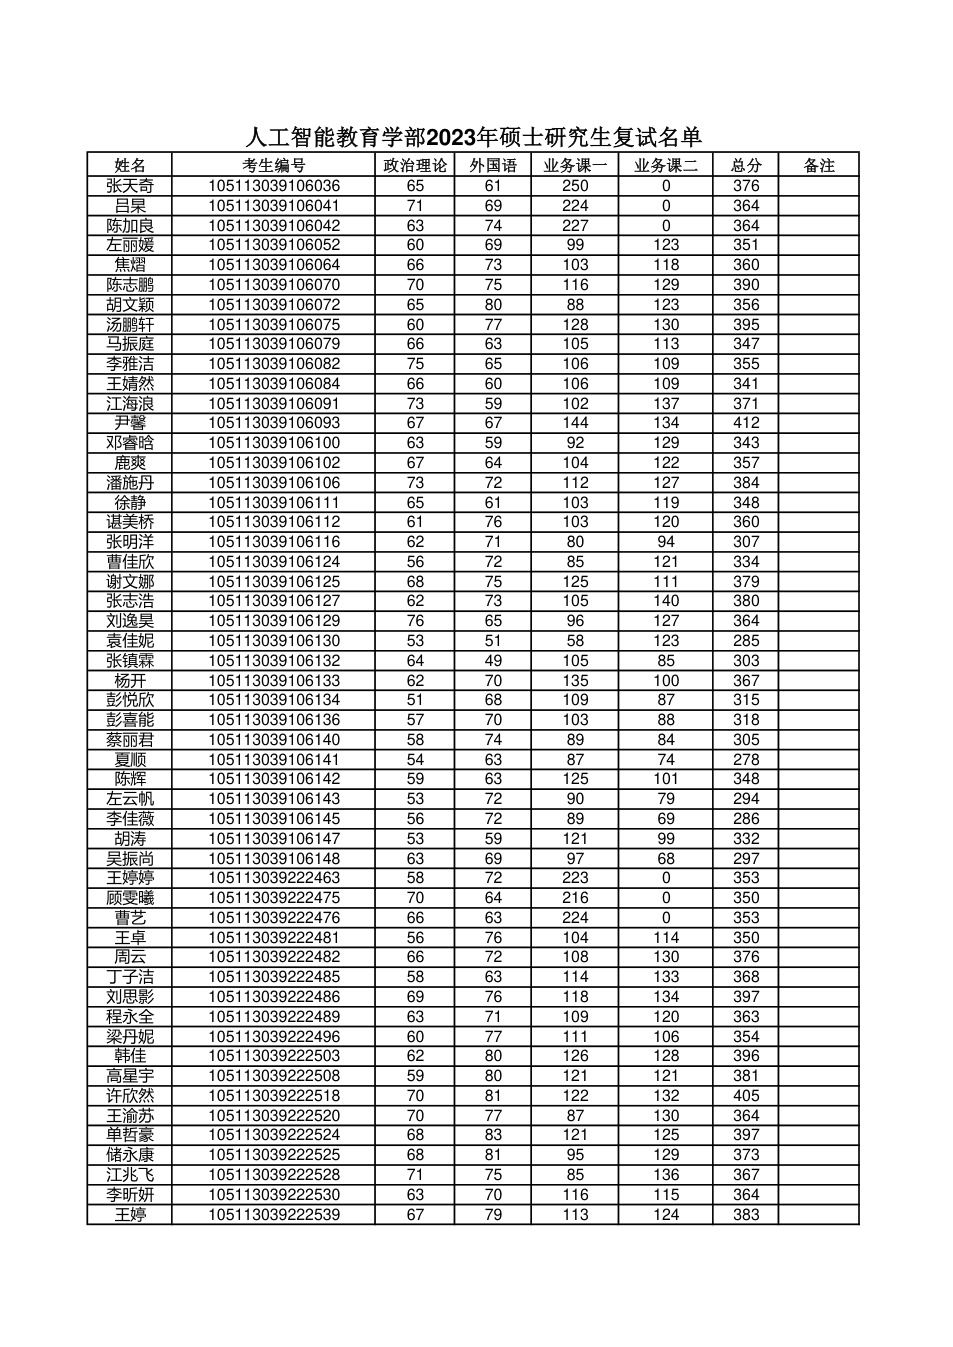 人工智能教育学部2023年硕士研究生复试名单
姓名 考生编号 政治理论 外国语 业务课一 业务课二 总分 备注
张天奇 105113039106036 65 61 250 0 376
吕杲 105113039106041 71 69 224 0 364
陈加良 105113039106042 63 74 227 0 364
左丽媛 105113039106052 60 69 99 123 351
焦熠 105113039106064 66 73 103 118 360
陈志鹏 105113039106070 70 75 116 129 390
胡文颖 105113039106072 65 80 88 123 356
汤鹏轩 105113039106075 60 77 128 130 395
马振庭 105113039106079 66 63 105 113 347
李雅洁 105113039106082 75 65 106 109 355
王婧然 105113039106084 66 60 106 109 341
江海浪 105113039106091 73 59 102 137 371
尹馨 105113039106093 67 67 144 134 412
邓睿晗 105113039106100 63 59 92 129 343
鹿爽 105113039106102 67 64 104 122 357
潘施丹 105113039106106 73 72 112 127 384
徐静 105113039106111 65 61 103 119 348
谌美桥 105113039106112 61 76 103 120 360
张明洋 105113039106116 62 71 80 94 307
曹佳欣 105113039106124 56 72 85 121 334
谢文娜 105113039106125 68 75 125 111 379
张志浩 105113039106127 62 73 105 140 380
刘逸昊 105113039106129 76 65 96 127 364
袁佳妮 105113039106130 53 51 58 123 285
张镇霖 105113039106132 64 49 105 85 303
杨开 105113039106133 62 70 135 100 367
彭悦欣 105113039106134 51 68 109 87 315
彭喜能 105113039106136 57 70 103 88 318
蔡丽君 105113039106140 58 74 89 84 305
夏顺 105113039106141 54 63 87 74 278
陈辉 105113039106142 59 63 125 101 348
左云帆 105113039106143 53 72 90 79 294
李佳薇 105113039106145 56 72 89 69 286
胡涛 105113039106147 53 59 121 99 332
吴振尚 105113039106148 63 69 97 68 297
王婷婷 105113039222463 58 72 223 0 353
顾雯曦 105113039222475 70 64 216 0 350
曹艺 105113039222476 66 63 224 0 353
王卓 105113039222481 56 76 104 114 350
周云 105113039222482 66 72 108 130 376
丁子洁 105113039222485 58 63 114 133 368
刘思影 105113039222486 69 76 118 134 397
程永全 105113039222489 63 71 109 120 363
梁丹妮 105113039222496 60 77 111 106 354
韩佳 105113039222503 62 80 126 128 396
高星宇 105113039222508 59 80 121 121 381
许欣然 105113039222518 70 81 122 132 405
王渝苏 105113039222520 70 77 87 130 364
单哲豪 105113039222524 68 83 121 125 397
储永康 105113039222525 68 81 95 129 373
江兆飞 105113039222528 71 75 85 136 367
李昕妍 105113039222530 63 70 116 115 364
王婷 105113039222539 67 79 113 124 383